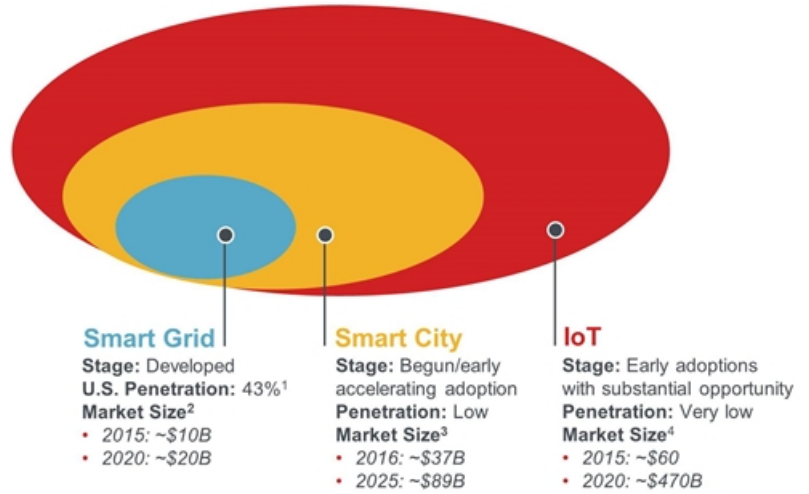 Smart Grid
Stage: Developed
U.S. Penetration: 43%¹
Market Size²
• 2015: ~$10B
• 2020: ~$20B
Smart City
Stage: Begun/early
accelerating adoption
Penetration: Low
Market Size³
• 2016: ~$37B
• 2025: ~$89B
IoT
Stage: Early adoptions
with substantial opportunity
Penetration: Very low
Market Size⁴
• 2015: ~$60
• 2020: ~$470B